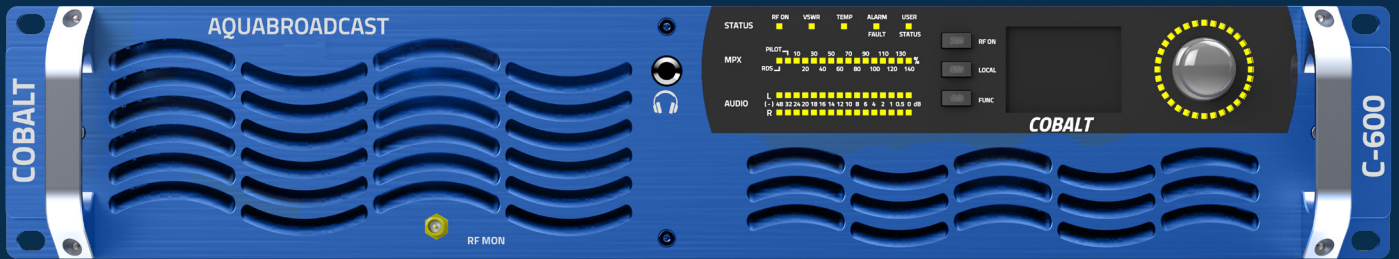 COBALT
AQUABROADCAST
RF MON
STATUS
RF ON VSWR TEMP ALARM USER
FAULT STATUS
MPX
PILOT 10 30 50 70 90 110 130 %
RDS 20 40 60 80 100 120 140
AUDIO
L
(-) 48 32 24 20 18 16 14 12 10 8 6 4 2 1 0.5 0 dB
R
RF ON
LOCAL
FUNC
COBALT
C-600